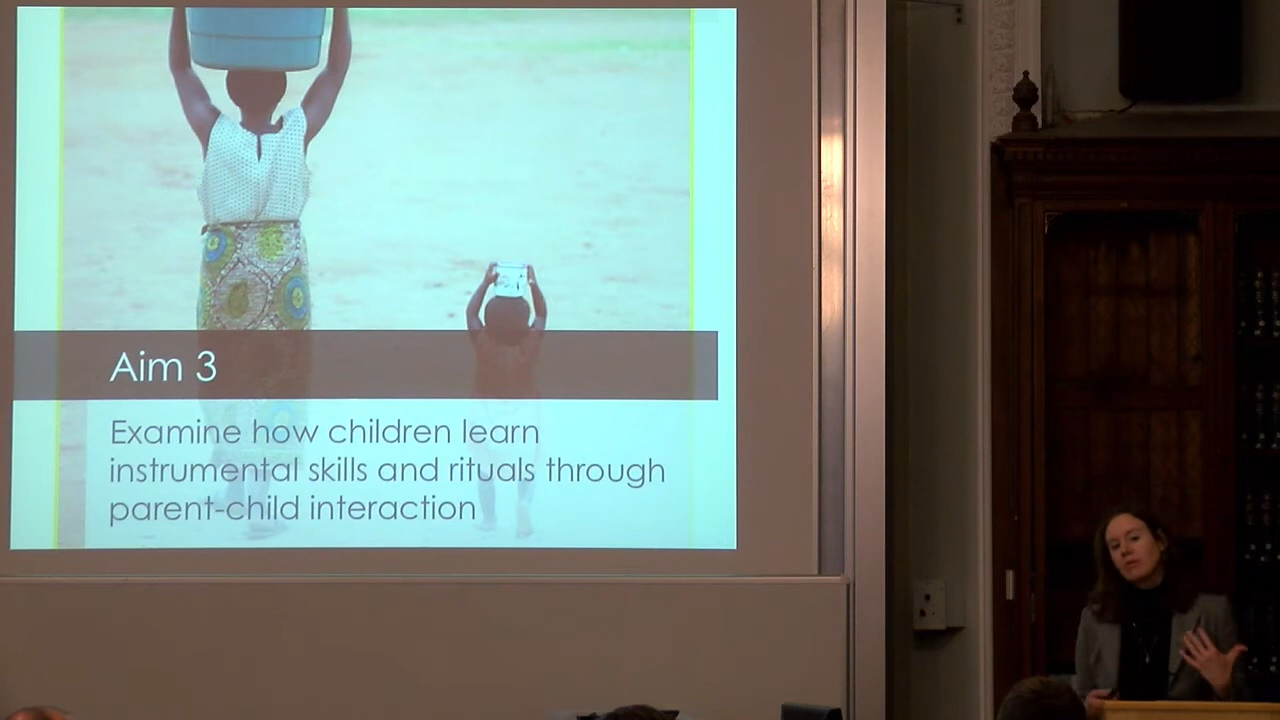 Aim 3
Examine how children learn
instrumental skills and rituals through
parent-child interaction